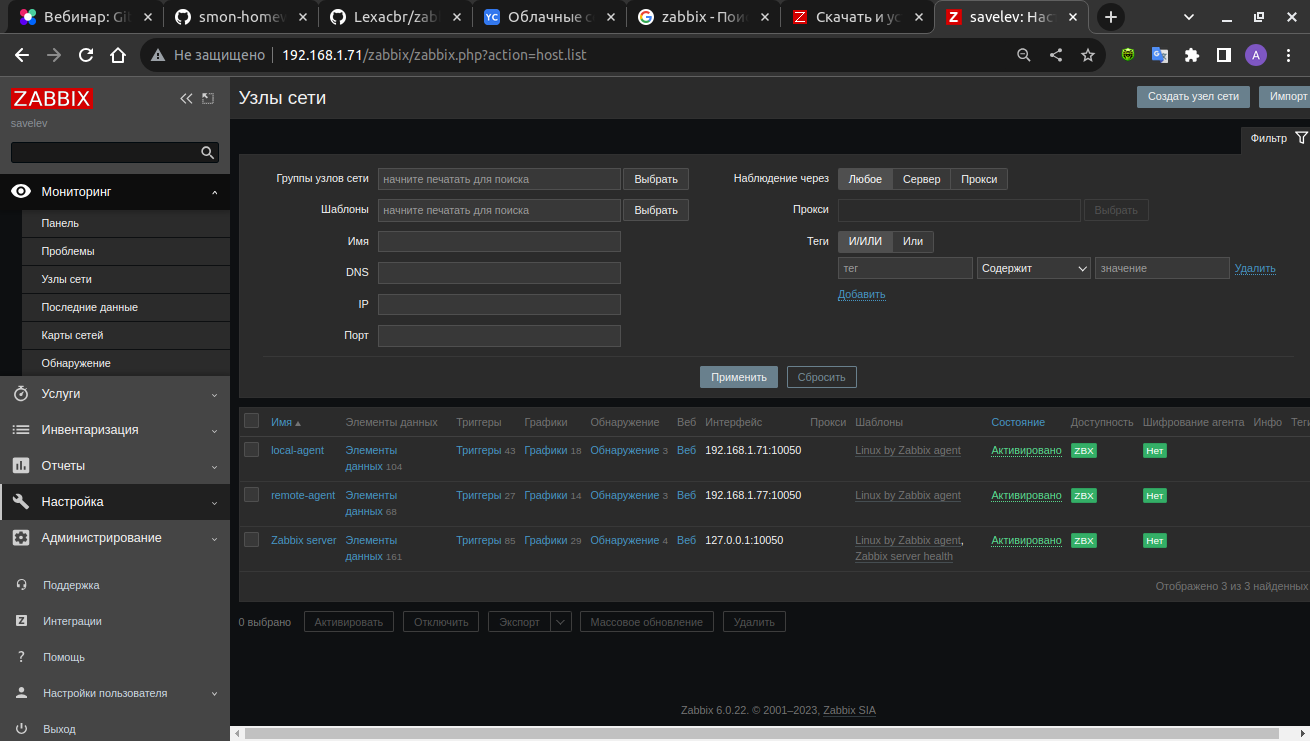 Вебинар: Git
smon-homew
Lexacbr/zabb
YC Облачные се
zabbix - Пои
Скачать и ус
savelev: Нас
Не защищено 192.168.1.71/zabbix/zabbix.php?action=host.list
A
ZABBIX
savelev
Мониторинг
Панель
Проблемы
Узлы сети
Последние данные
Карты сетей
Обнаружение
Услуги
Инвентаризация
Отчеты
Настройка
Администрирование
Поддержка
Интеграции
Помощь
Настройки пользователя
Выход
Узлы сети
Создать узел сети Импорт
Фильтр
Группы узлов сети начните печатать для поиска Выбрать
Шаблоны начните печатать для поиска Выбрать
Имя
DNS
IP
Порт
Наблюдение через Любое Сервер Прокси
Прокси Выбрать
Теги И/ИЛИ Или
тег Содержит значение Удалить
Добавить
Применить Сбросить
Имя Элементы данных Триггеры Графики Обнаружение Веб Интерфейс Прокси Шаблоны Состояние Доступность Шифрование агента Инфо Теги
local-agent Элементы Триггеры 43 Графики 18 Обнаружение 3 Веб 192.168.1.71:10050 Linux by Zabbix agent Активировано ZBX Нет
данных 104
remote-agent Элементы Триггеры 27 Графики 14 Обнаружение 3 Веб 192.168.1.77:10050 Linux by Zabbix agent Активировано ZBX Нет
данных 68
Zabbix server Элементы Триггеры 85 Графики 29 Обнаружение 4 Веб 127.0.0.1:10050 Linux by Zabbix agent, Активировано ZBX Нет
данных 161 Zabbix server health
Отображено 3 из 3 найденных
0 выбрано Активировать Отключить Экспорт Массовое обновление Удалить
Zabbix 6.0.22. © 2001–2023, Zabbix SIA